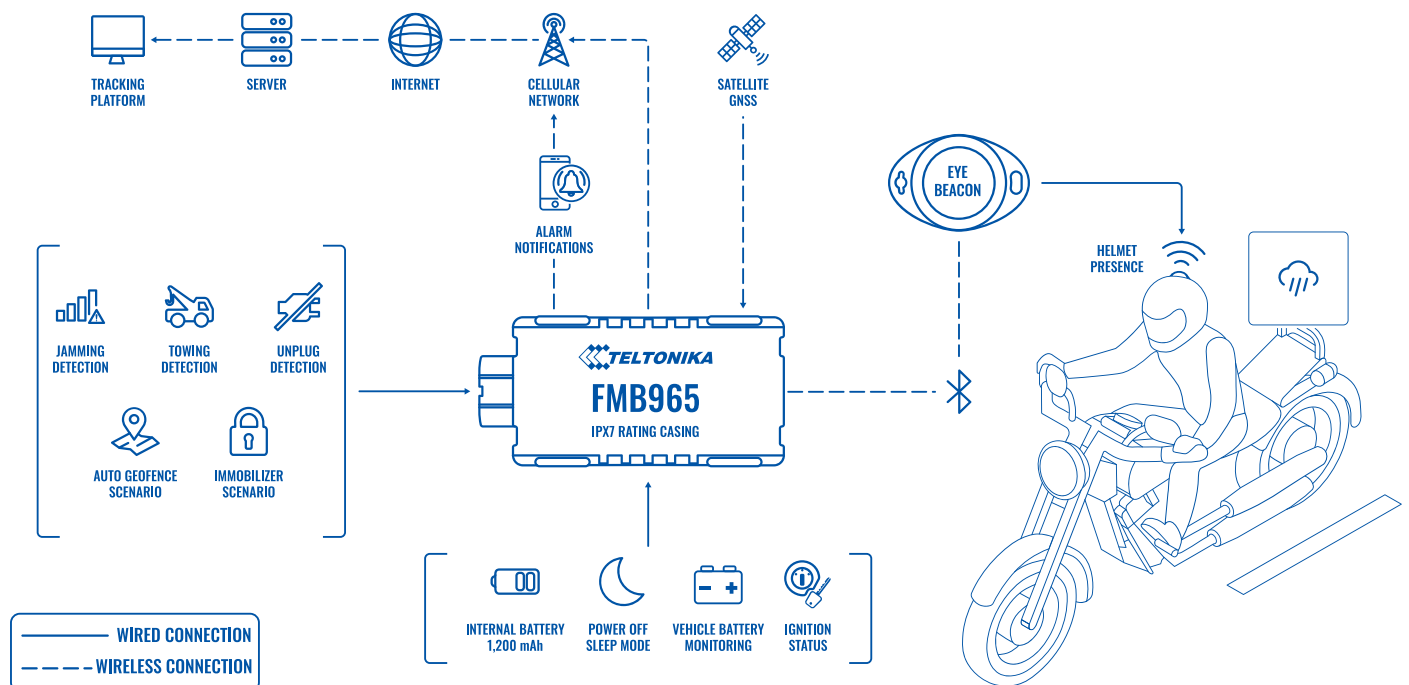 TRACKING
PLATFORM
SERVER
INTERNET
CELLULAR
NETWORK
SATELLITE
GNSS
ALARM
NOTIFICATIONS
EYE
BEACON
HELMET
PRESENCE
JAMMING
DETECTION
TOWING
DETECTION
UNPLUG
DETECTION
AUTO GEOFENCE
SCENARIO
IMMOBILIZER
SCENARIO
TELTONIKA
FMB965
IPX7 RATING CASING
INTERNAL BATTERY
1,200 mAh
POWER OFF
SLEEP MODE
VEHICLE BATTERY
MONITORING
IGNITION
STATUS
WIRED CONNECTION
WIRELESS CONNECTION